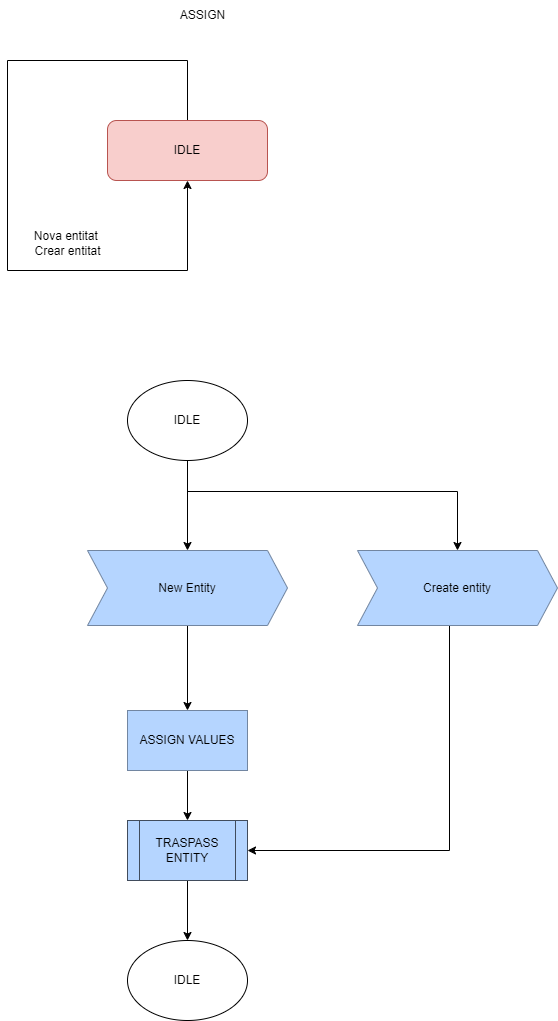 ASSIGN
IDLE
Nova entitat
Crear entitat
IDLE
New Entity
Create entity
ASSIGN VALUES
TRASPASS
ENTITY
IDLE